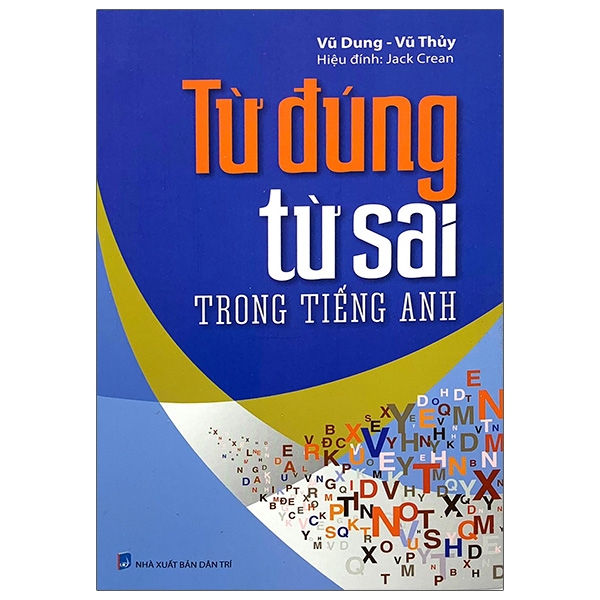 Vũ Dung - Vũ Thủy
Hiệu đính: Jack Crean
Từ đúng
từ sai
TRONG TIẾNG ANH
NHÀ XUẤT BẢN DÂN TRÍ